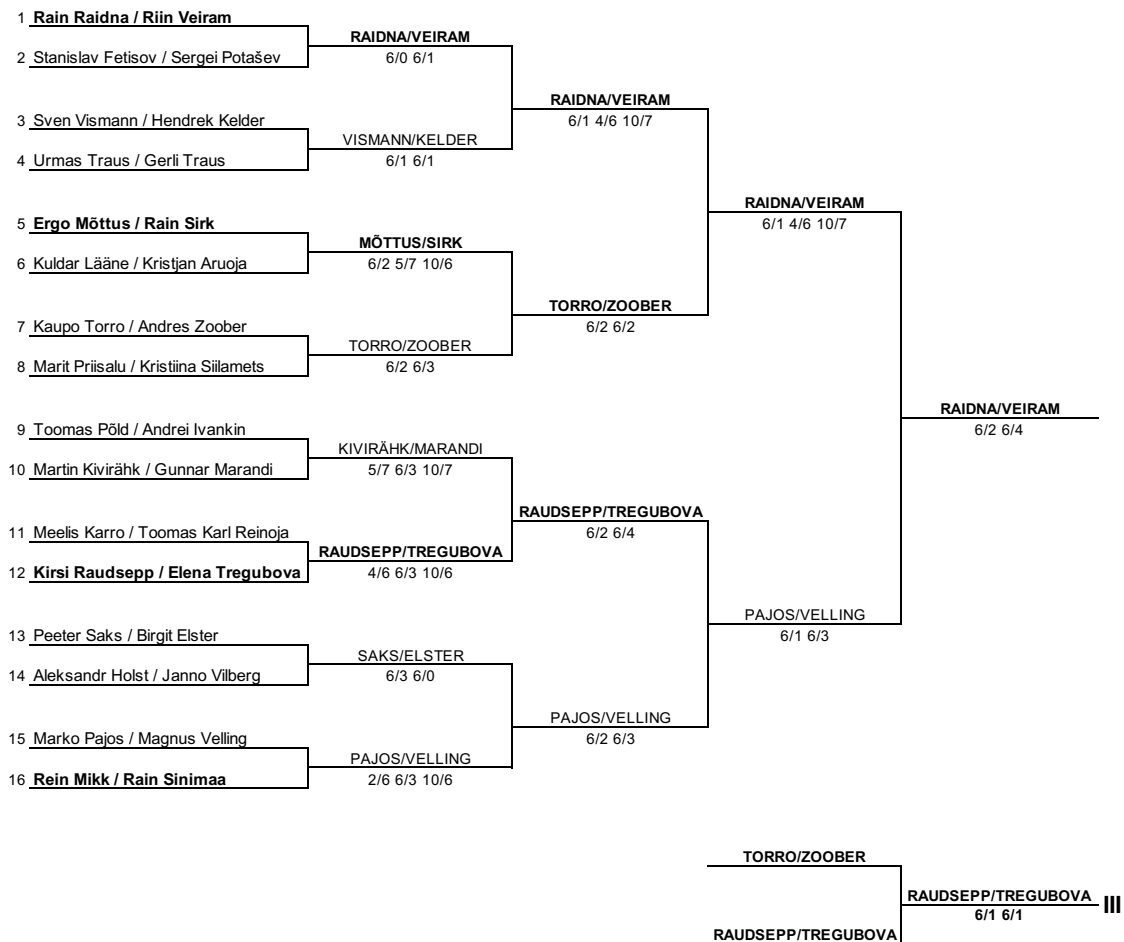 1 Rain Raidna / Riin Veiram
RAIDNA/VEIRAM
2 Stanislav Fetisov / Sergei Potašev
6/0 6/1
RAIDNA/VEIRAM
3 Sven Vismann / Hendrek Kelder
6/1 4/6 10/7
VISMANN/KELDER
4 Urmas Traus / Gerli Traus
6/1 6/1
RAIDNA/VEIRAM
5 Ergo Mõttus / Rain Sirk
6/1 4/6 10/7
MÕTTUS/SIRK
6 Kuldar Lääne / Kristjan Aruoja
6/2 5/7 10/6
TORRO/ZOOBER
7 Kaupo Torro / Andres Zoober
6/2 6/2
TORRO/ZOOBER
8 Marit Priisalu / Kristiina Siilamets
6/2 6/3
RAIDNA/VEIRAM
9 Toomas Põld / Andrei Ivankin
6/2 6/4
KIVIRÄHK/MARANDI
10 Martin Kivirähk / Gunnar Marandi
5/7 6/3 10/7
RAUDSEPP/TREGUBOVA
11 Meelis Karro / Toomas Karl Reinoja
6/2 6/4
RAUDSEPP/TREGUBOVA
12 Kirsi Raudsepp / Elena Tregubova
4/6 6/3 10/6
PAJOS/VELLING
13 Peeter Saks / Birgit Elster
6/1 6/3
SAKS/ELSTER
14 Aleksandr Holst / Janno Vilberg
6/3 6/0
PAJOS/VELLING
15 Marko Pajos / Magnus Velling
6/2 6/3
PAJOS/VELLING
16 Rein Mikk / Rain Sinimaa
2/6 6/3 10/6
TORRO/ZOOBER
RAUDSEPP/TREGUBOVA III
6/1 6/1
RAUDSEPP/TREGUBOVA